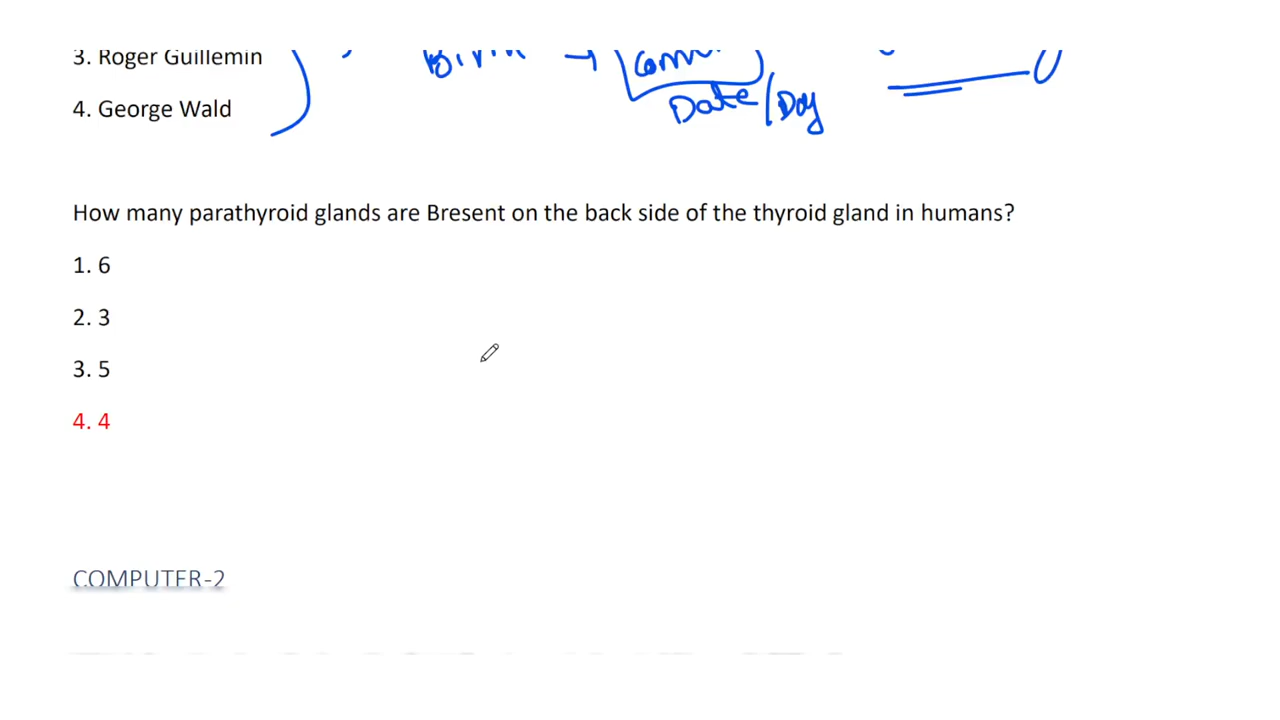 3. Roger Guillemin
4. George Wald
Date/Day
How many parathyroid glands are Bresent on the back side of the thyroid gland in humans?
1. 6
2. 3
3. 5
4. 4
COMPUTER-2